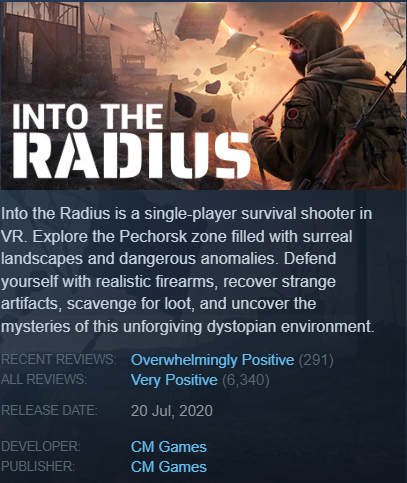 INTO THE
RADIUS
Into the Radius is a single-player survival shooter in
VR. Explore the Pechorsk zone filled with surreal
landscapes and dangerous anomalies. Defend
yourself with realistic firearms, recover strange
artifacts, scavenge for loot, and uncover the
mysteries of this unforgiving dystopian environment.
RECENT REVIEWS: Overwhelmingly Positive (291)
ALL REVIEWS: Very Positive (6,340)
RELEASE DATE: 20 Jul, 2020
DEVELOPER: CM Games
PUBLISHER: CM Games